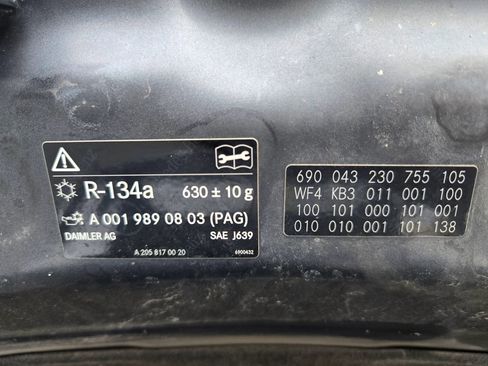 R-134a 630 ± 10 g
A 001 989 08 03 (PAG)
DAIMLER AG SAE J639
A 205 817 00 20 6900432
690 043 230 755 105
WF4 KB3 011 001 100
100 101 000 101 001
010 010 001 101 138